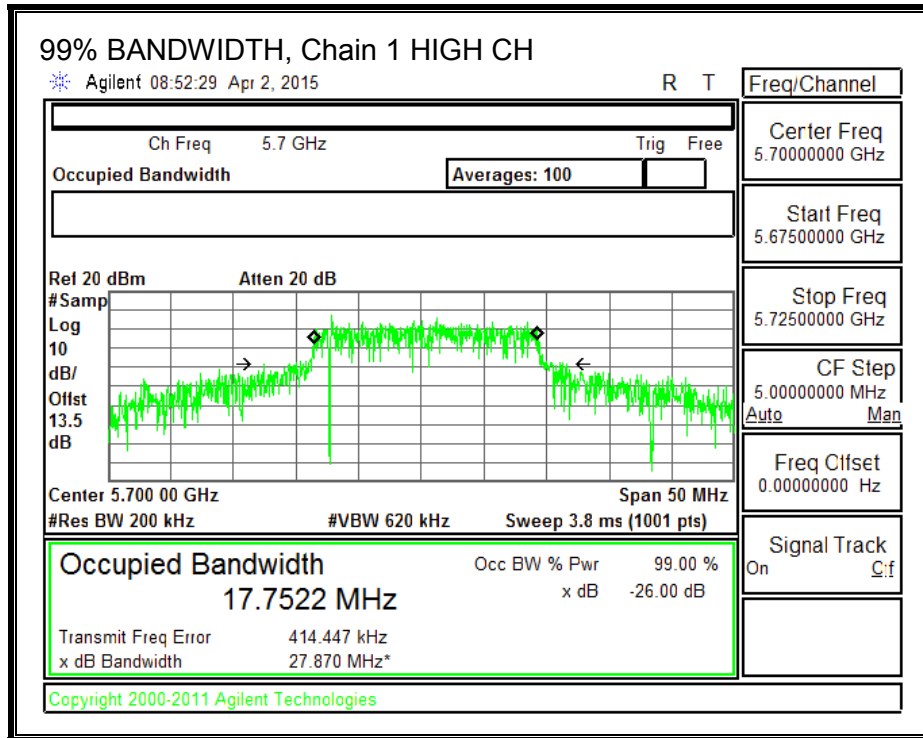 99% BANDWIDTH, Chain 1 HIGH CH
Agilent 08:52:29 Apr 2, 2015 R T
Ch Freq 5.7 GHz Trig Free
Occupied Bandwidth Averages: 100
Ref 20 dBm Atten 20 dB
#Samp
Log
10
dB/
Offst
13.5
dB
Center 5.700 00 GHz Span 50 MHz
#Res BW 200 kHz #VBW 620 kHz Sweep 3.8 ms (1001 pts)
Occupied Bandwidth
17.7522 MHz
Occ BW % Pwr 99.00 %
x dB -26.00 dB
Transmit Freq Error 414.447 kHz
x dB Bandwidth 27.870 MHz*
Copyright 2000-2011 Agilent Technologies
Freq/Channel
Center Freq
5.70000000 GHz
Start Freq
5.67500000 GHz
Stop Freq
5.72500000 GHz
CF Step
5.00000000 MHz
Auto Man
Freq Offset
0.00000000 Hz
Signal Track
On Off